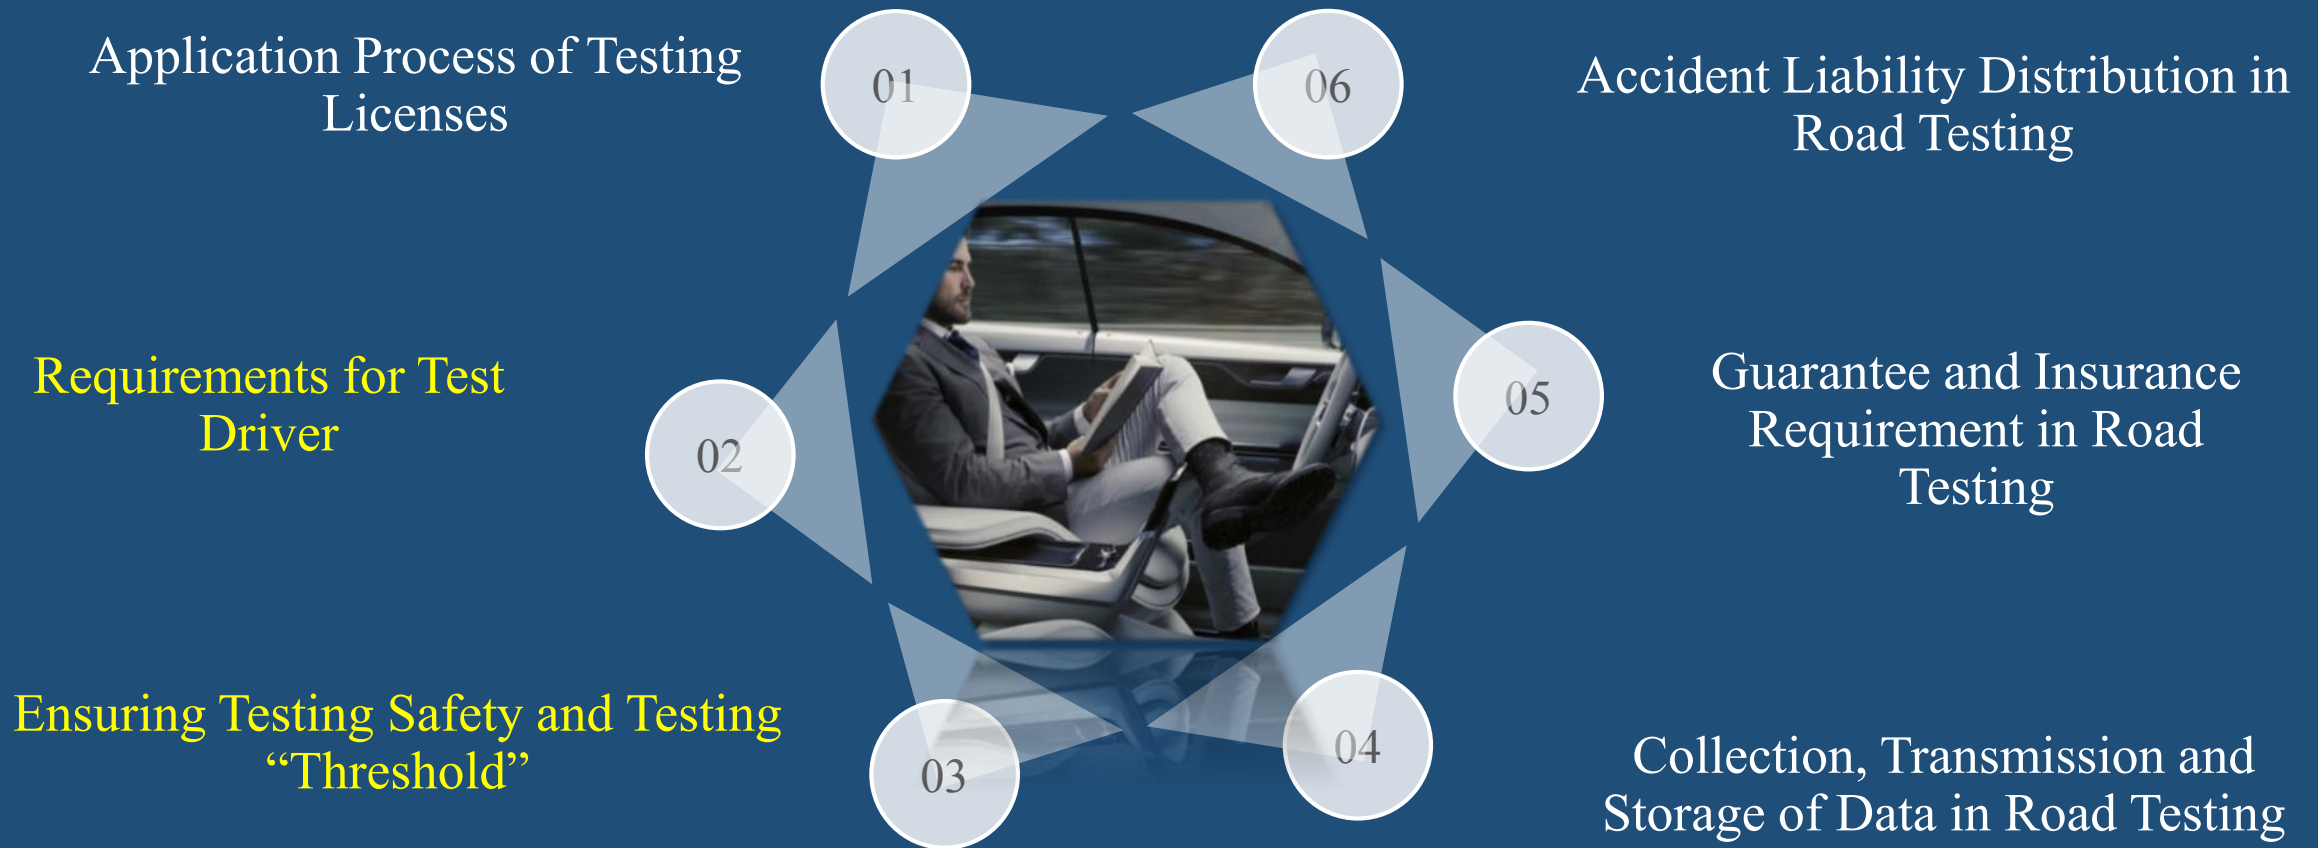 01
Application Process of Testing
Licenses
02
Requirements for Test
Driver
03
Ensuring Testing Safety and Testing
“Threshold”
04
Collection, Transmission and
Storage of Data in Road Testing
05
Guarantee and Insurance
Requirement in Road
Testing
06
Accident Liability Distribution in
Road Testing